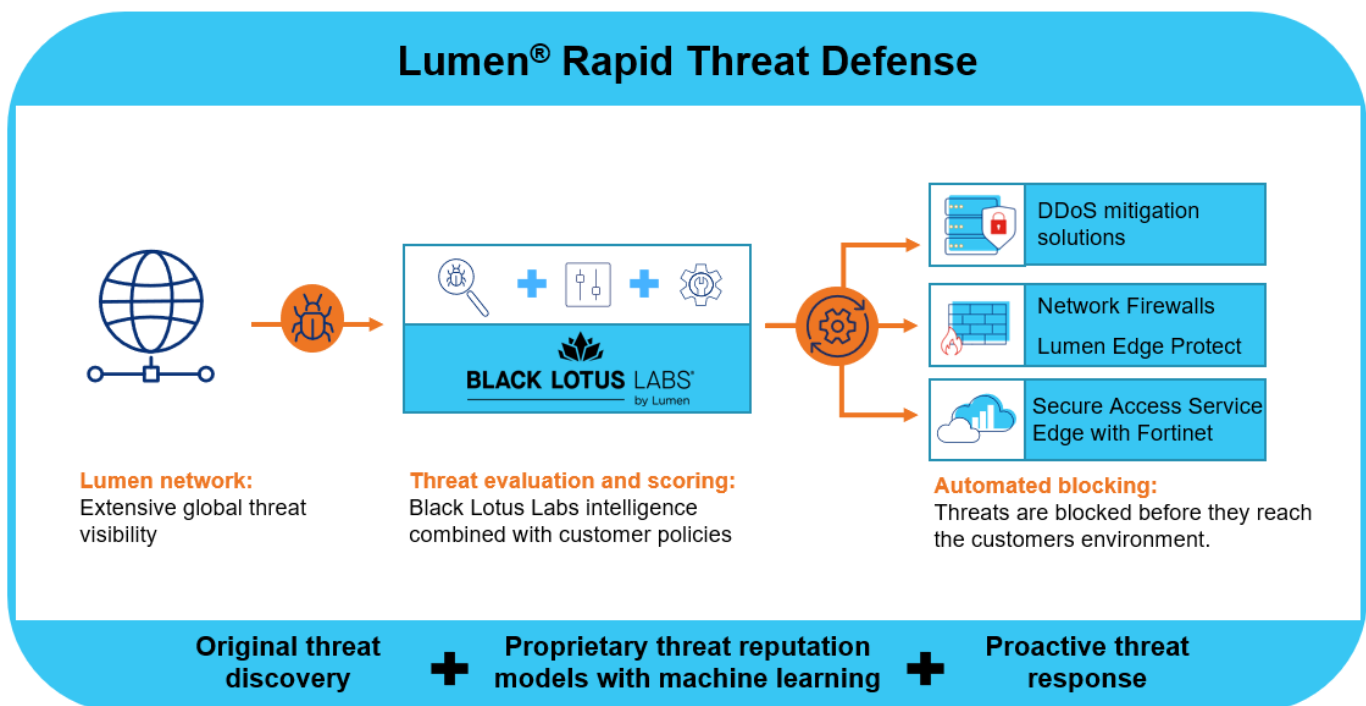 Lumen® Rapid Threat Defense
DDoS mitigation
solutions
Network Firewalls
Lumen Edge Protect
Secure Access Service
Edge with Fortinet
BLACK LOTUS LABS®
by Lumen
Lumen network:
Extensive global threat
visibility
Threat evaluation and scoring:
Black Lotus Labs intelligence
combined with customer policies
Automated blocking:
Threats are blocked before they reach
the customers environment.
Original threat
discovery
Proprietary threat reputation
models with machine learning
Proactive threat
response